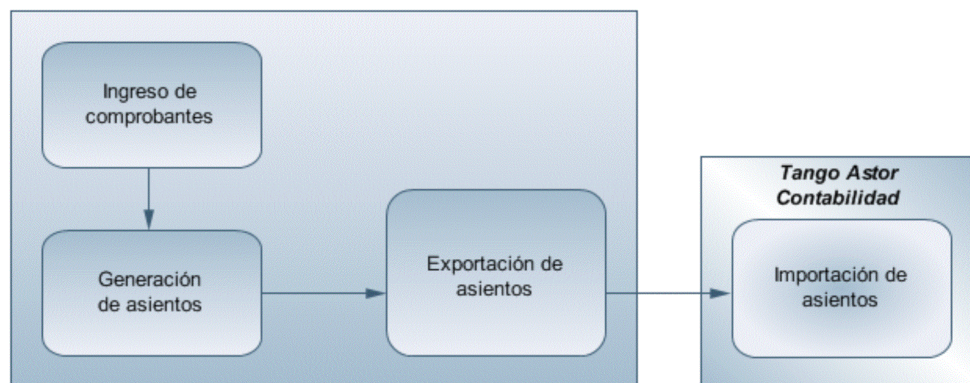 Ingreso de
comprobantes
Generación
de asientos
Exportación de
asientos
Tango Astor
Contabilidad
Importación de
asientos